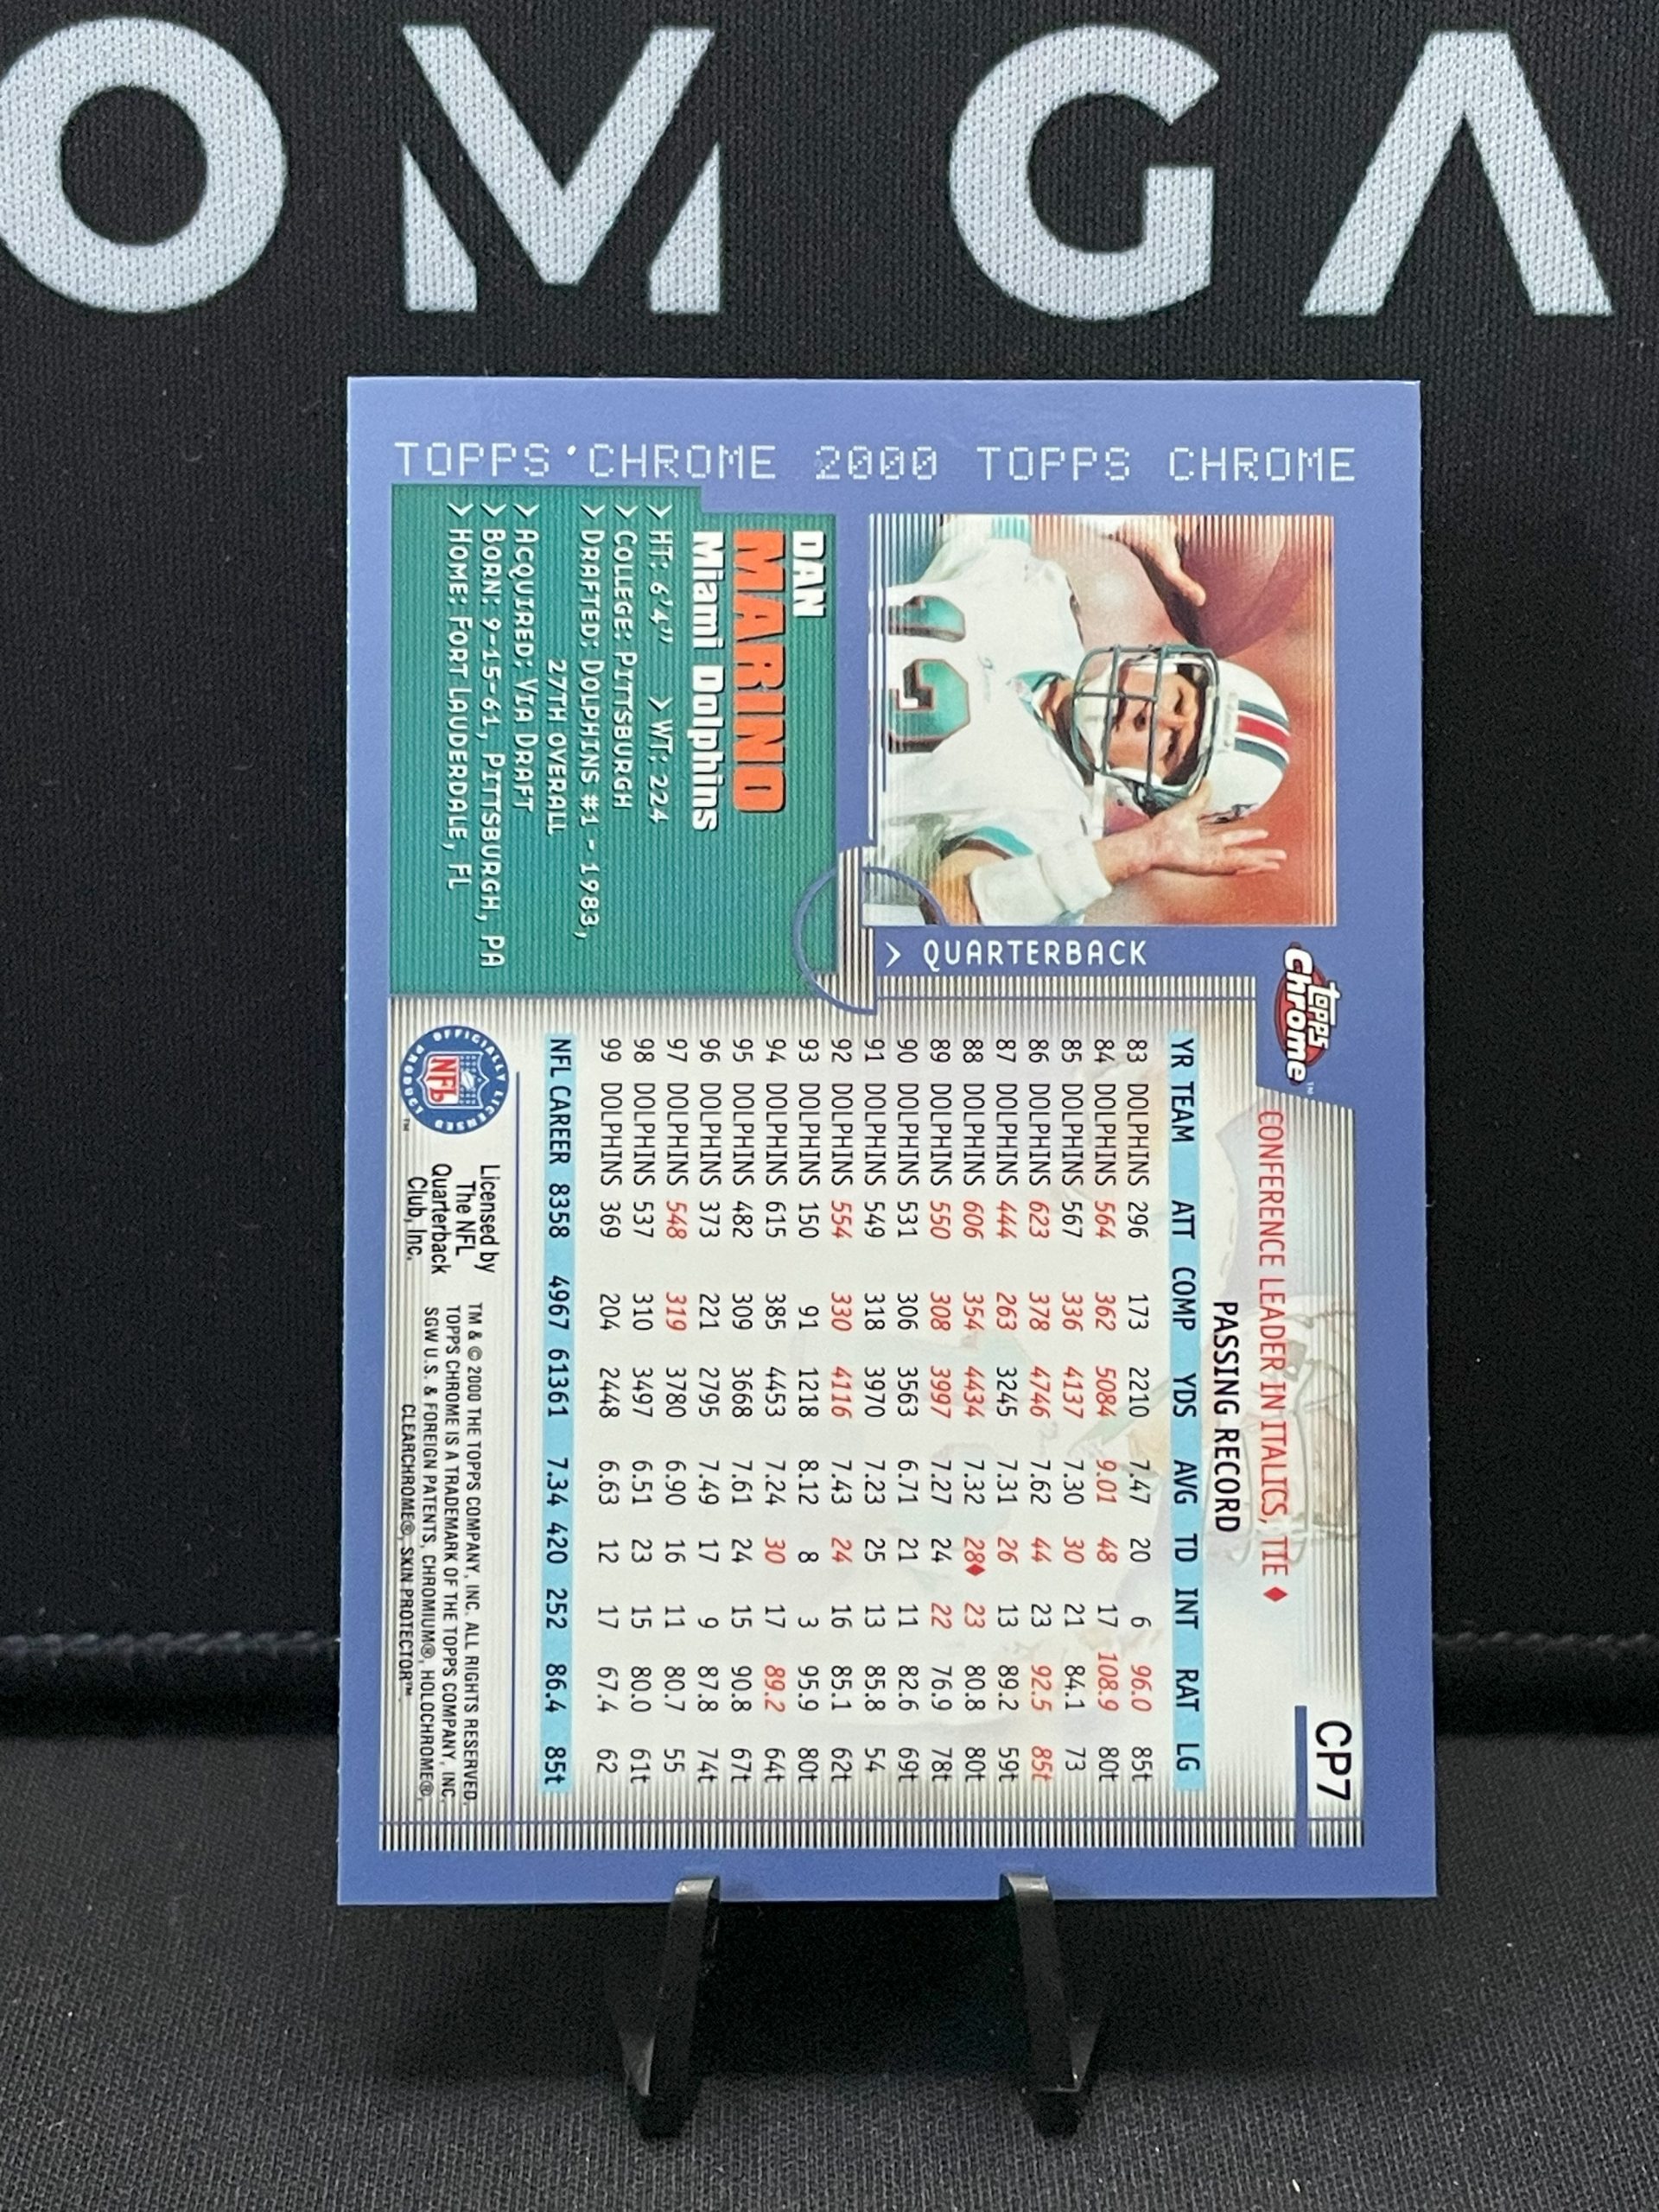 OM GA
TOPPS CHROME 2000 TOPPS CHROME
> QUARTERBACK
DAN
MARINO
Miami Dolphins
> HT: 6'4" > WT: 224
> COLLEGE: PITTSBURGH
> DRAFTED: DOLPHINS #1 - 1983,
27TH OVERALL
> ACQUIRED: VIA DRAFT
> BORN: 9-15-61, PITTSBURGH, PA
> HOME: FORT LAUDERDALE, FL
topps
Chrome™
CP7
CONFERENCE LEADER IN ITALICS, TIE ♦
PASSING RECORD
YR TEAM ATT COMP YDS AVG TD INT RAT LG
83 DOLPHINS 296 173 2210 7.47 20 6 96.0 85t
84 DOLPHINS 564 362 5084 9.01 48 17 108.9 80t
85 DOLPHINS 567 336 4137 7.30 30 21 84.1 73
86 DOLPHINS 623 378 4746 7.62 44 23 92.5 85t
87 DOLPHINS 444 263 3245 7.31 26 13 89.2 59t
88 DOLPHINS 606 354 4434 7.32 28♦ 23 80.8 80t
89 DOLPHINS 550 308 3997 7.27 24 22 76.9 78t
90 DOLPHINS 531 306 3563 6.71 21 11 82.6 69t
91 DOLPHINS 549 318 3970 7.23 25 13 85.8 54
92 DOLPHINS 554 330 4116 7.43 24 16 85.1 62t
93 DOLPHINS 150 91 1218 8.12 8 3 95.9 80t
94 DOLPHINS 615 385 4453 7.24 30 17 89.2 64t
95 DOLPHINS 482 309 3668 7.61 24 15 90.8 67t
96 DOLPHINS 373 221 2795 7.49 17 9 87.8 74t
97 DOLPHINS 548 319 3780 6.90 16 11 80.7 55
98 DOLPHINS 537 310 3497 6.51 23 15 80.0 61t
99 DOLPHINS 369 204 2448 6.63 12 17 67.4 62
NFL CAREER 8358 4967 61361 7.34 420 252 86.4 85t
OFFICIALLY LICENSED PRODUCT
NFL
™
Licensed by
The NFL
Quarterback
Club, Inc.
TM & © 2000 THE TOPPS COMPANY, INC. ALL RIGHTS RESERVED.
TOPPS CHROME IS A TRADEMARK OF THE TOPPS COMPANY, INC.
SGW U.S. & FOREIGN PATENTS, CHROMIUM®, HOLOCHROME®,
CLEARCHROME®, SKIN PROTECTOR™.